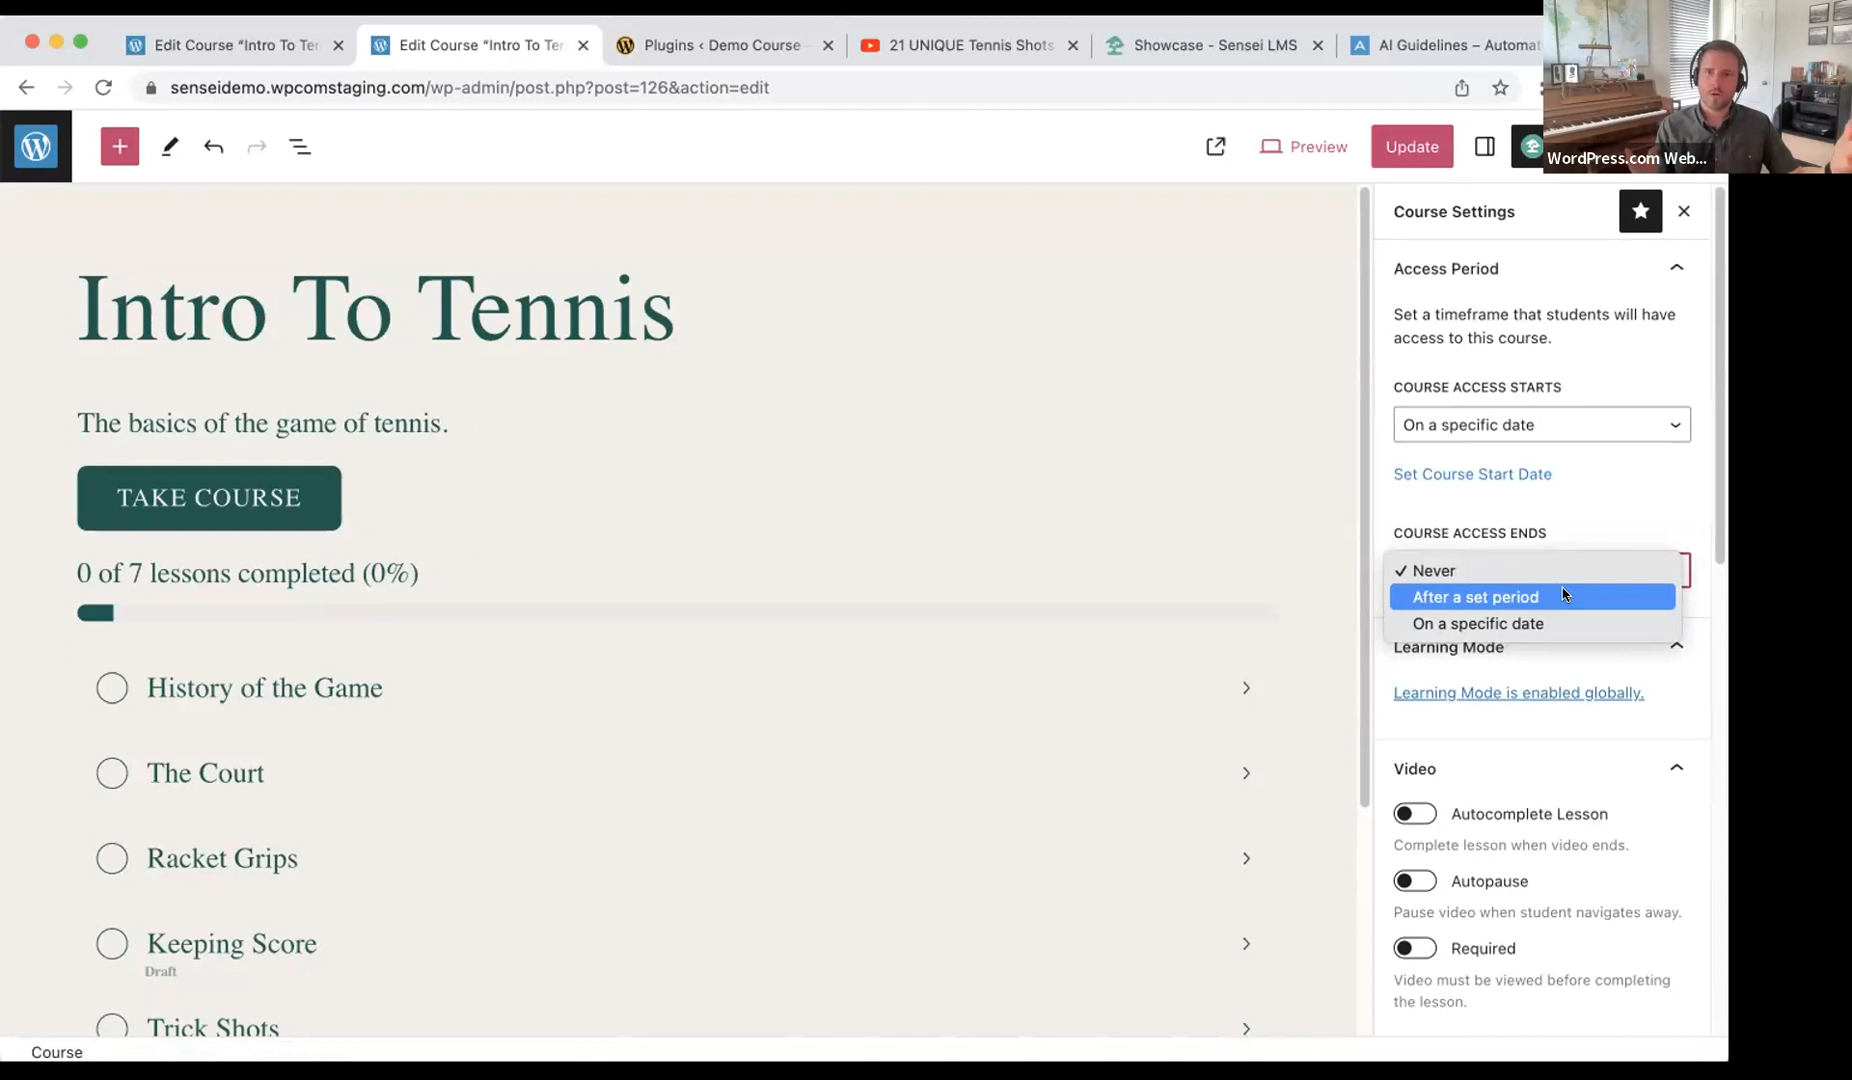 Edit Course “Intro To Ter
Edit Course “Intro To Ter
Plugins ‹ Demo Course
21 UNIQUE Tennis Shots
Showcase - Sensei LMS
AI Guidelines – Automat
senseidemo.wpcomstaging.com/wp-admin/post.php?post=126&action=edit
WordPress.com Web...
Preview
Update
Intro To Tennis
The basics of the game of tennis.
TAKE COURSE
0 of 7 lessons completed (0%)
History of the Game
The Court
Racket Grips
Keeping Score
Draft
Trick Shots
Course Settings
Access Period
Set a timeframe that students will have
access to this course.
COURSE ACCESS STARTS
On a specific date
Set Course Start Date
COURSE ACCESS ENDS
Never
After a set period
On a specific date
Learning Mode
Learning Mode is enabled globally.
Video
Autocomplete Lesson
Complete lesson when video ends.
Autopause
Pause video when student navigates away.
Required
Video must be viewed before completing
the lesson.
Course